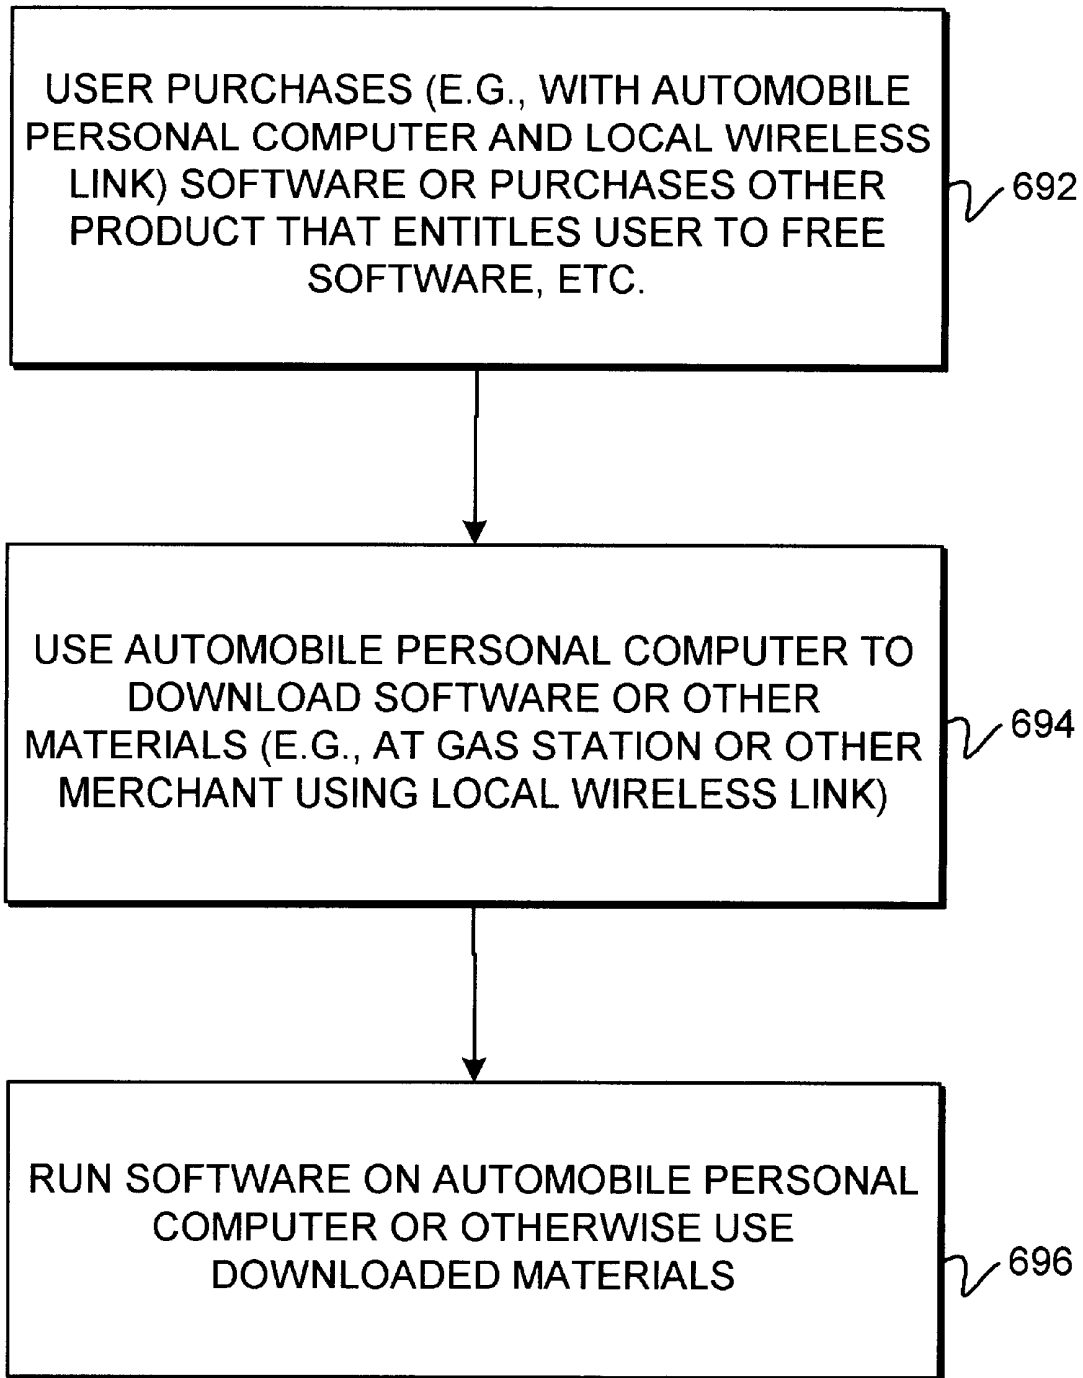 USER PURCHASES (E.G., WITH AUTOMOBILE
PERSONAL COMPUTER AND LOCAL WIRELESS
LINK) SOFTWARE OR PURCHASES OTHER
PRODUCT THAT ENTITLES USER TO FREE
SOFTWARE, ETC.
692
USE AUTOMOBILE PERSONAL COMPUTER TO
DOWNLOAD SOFTWARE OR OTHER
MATERIALS (E.G., AT GAS STATION OR OTHER
MERCHANT USING LOCAL WIRELESS LINK)
694
RUN SOFTWARE ON AUTOMOBILE PERSONAL
COMPUTER OR OTHERWISE USE
DOWNLOADED MATERIALS
696